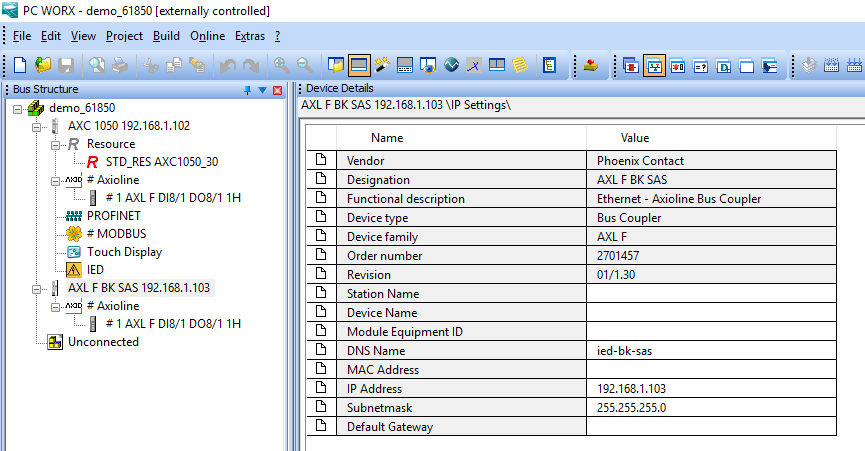 PC WORX - demo_61850 [externally controlled]
File Edit View Project Build Online Extras ?
Bus Structure
demo_61850
AXC 1050 192.168.1.102
R Resource
R STD_RES AXC1050_30
# Axioline
# 1 AXL F DI8/1 DO8/1 1H
PROFINET
# MODBUS
Touch Display
IED
AXL F BK SAS 192.168.1.103
# Axioline
# 1 AXL F DI8/1 DO8/1 1H
Unconnected
Device Details
AXL F BK SAS 192.168.1.103 \IP Settings\
Name Value
Vendor Phoenix Contact
Designation AXL F BK SAS
Functional description Ethernet - Axioline Bus Coupler
Device type Bus Coupler
Device family AXL F
Order number 2701457
Revision 01/1.30
Station Name
Device Name
Module Equipment ID
DNS Name ied-bk-sas
MAC Address
IP Address 192.168.1.103
Subnetmask 255.255.255.0
Default Gateway